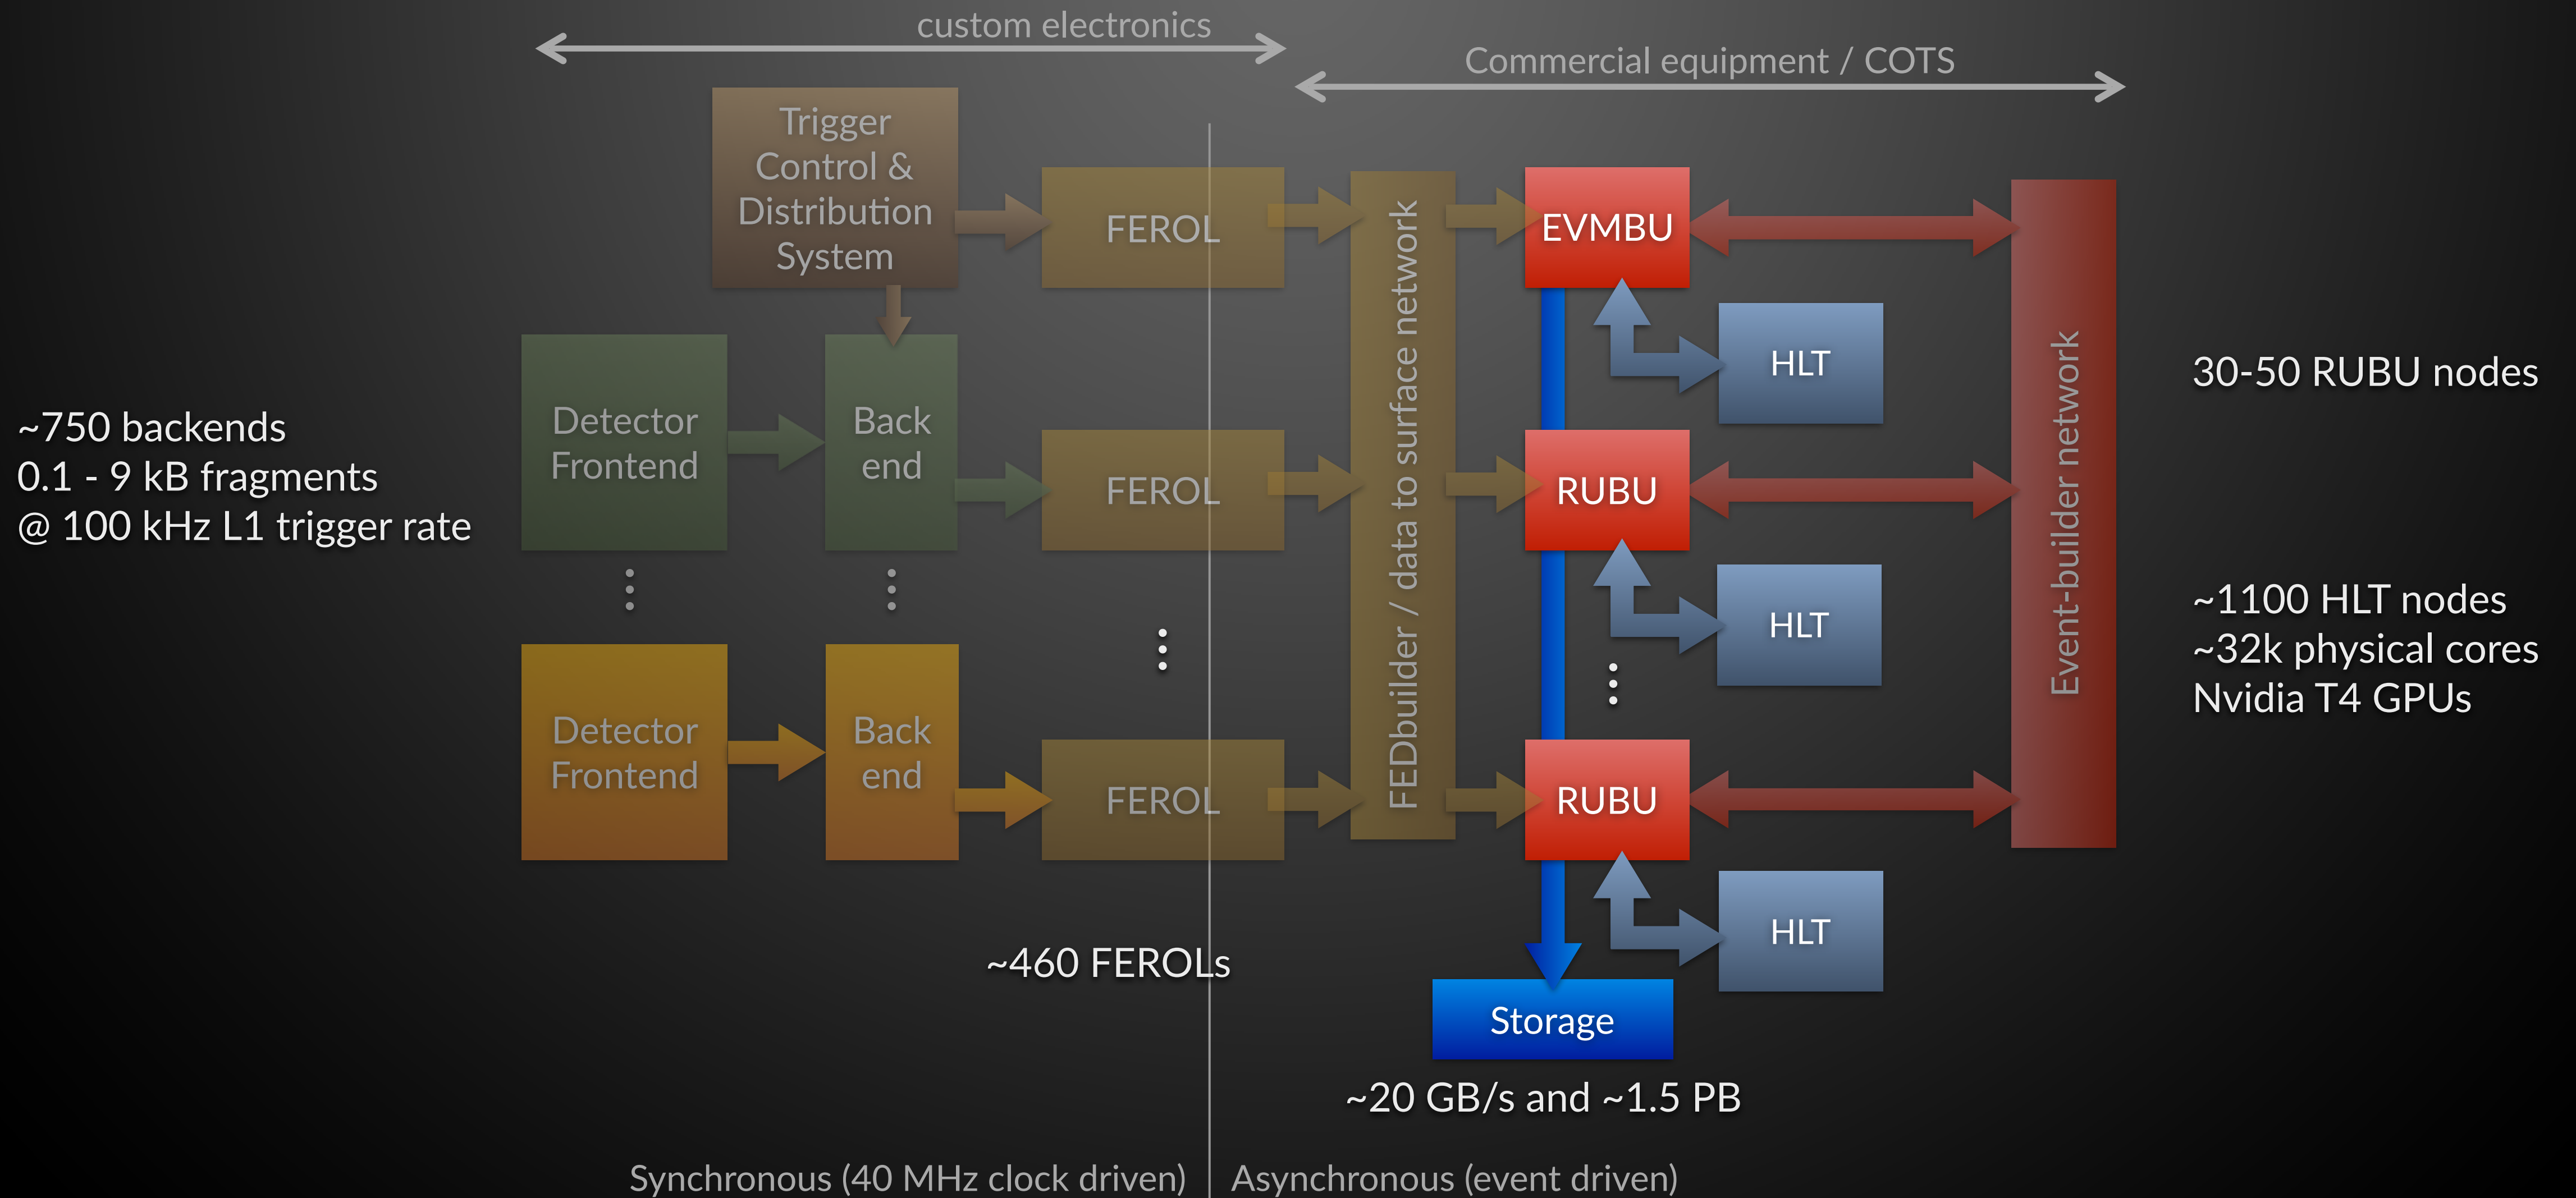 custom electronics
Commercial equipment / COTS
Trigger
Control &
Distribution
System
FEROL
EVMBU
HLT
Detector
Frontend
Back
end
FEROL
RUBU
HLT
Detector
Frontend
Back
end
FEROL
RUBU
HLT
FEDbuilder / data to surface network
Event-builder network
~750 backends
0.1 - 9 kB fragments
@ 100 kHz L1 trigger rate
30-50 RUBU nodes
~1100 HLT nodes
~32k physical cores
Nvidia T4 GPUs
~460 FEROLs
Storage
~20 GB/s and ~1.5 PB
Synchronous (40 MHz clock driven)
Asynchronous (event driven)